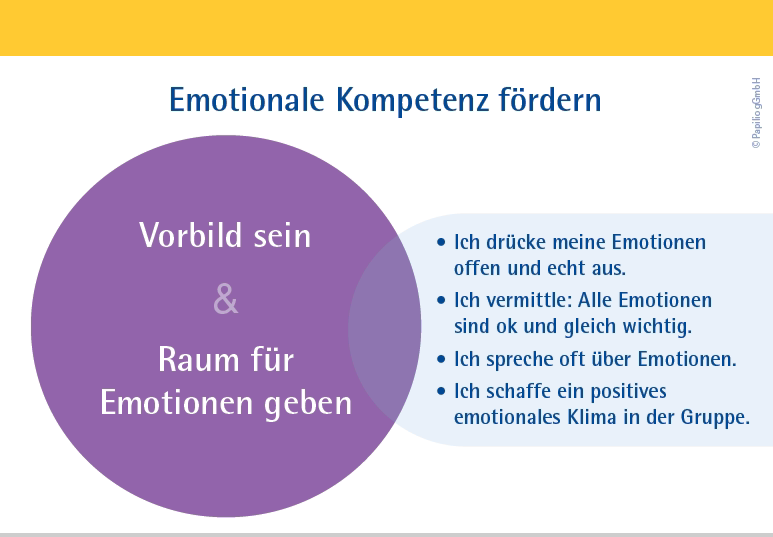 Emotionale Kompetenz fördern
© Papilio gGmbH
Vorbild sein
&
Raum für
Emotionen geben
• Ich drücke meine Emotionen
offen und echt aus.
• Ich vermittle: Alle Emotionen
sind ok und gleich wichtig.
• Ich spreche oft über Emotionen.
• Ich schaffe ein positives
emotionales Klima in der Gruppe.